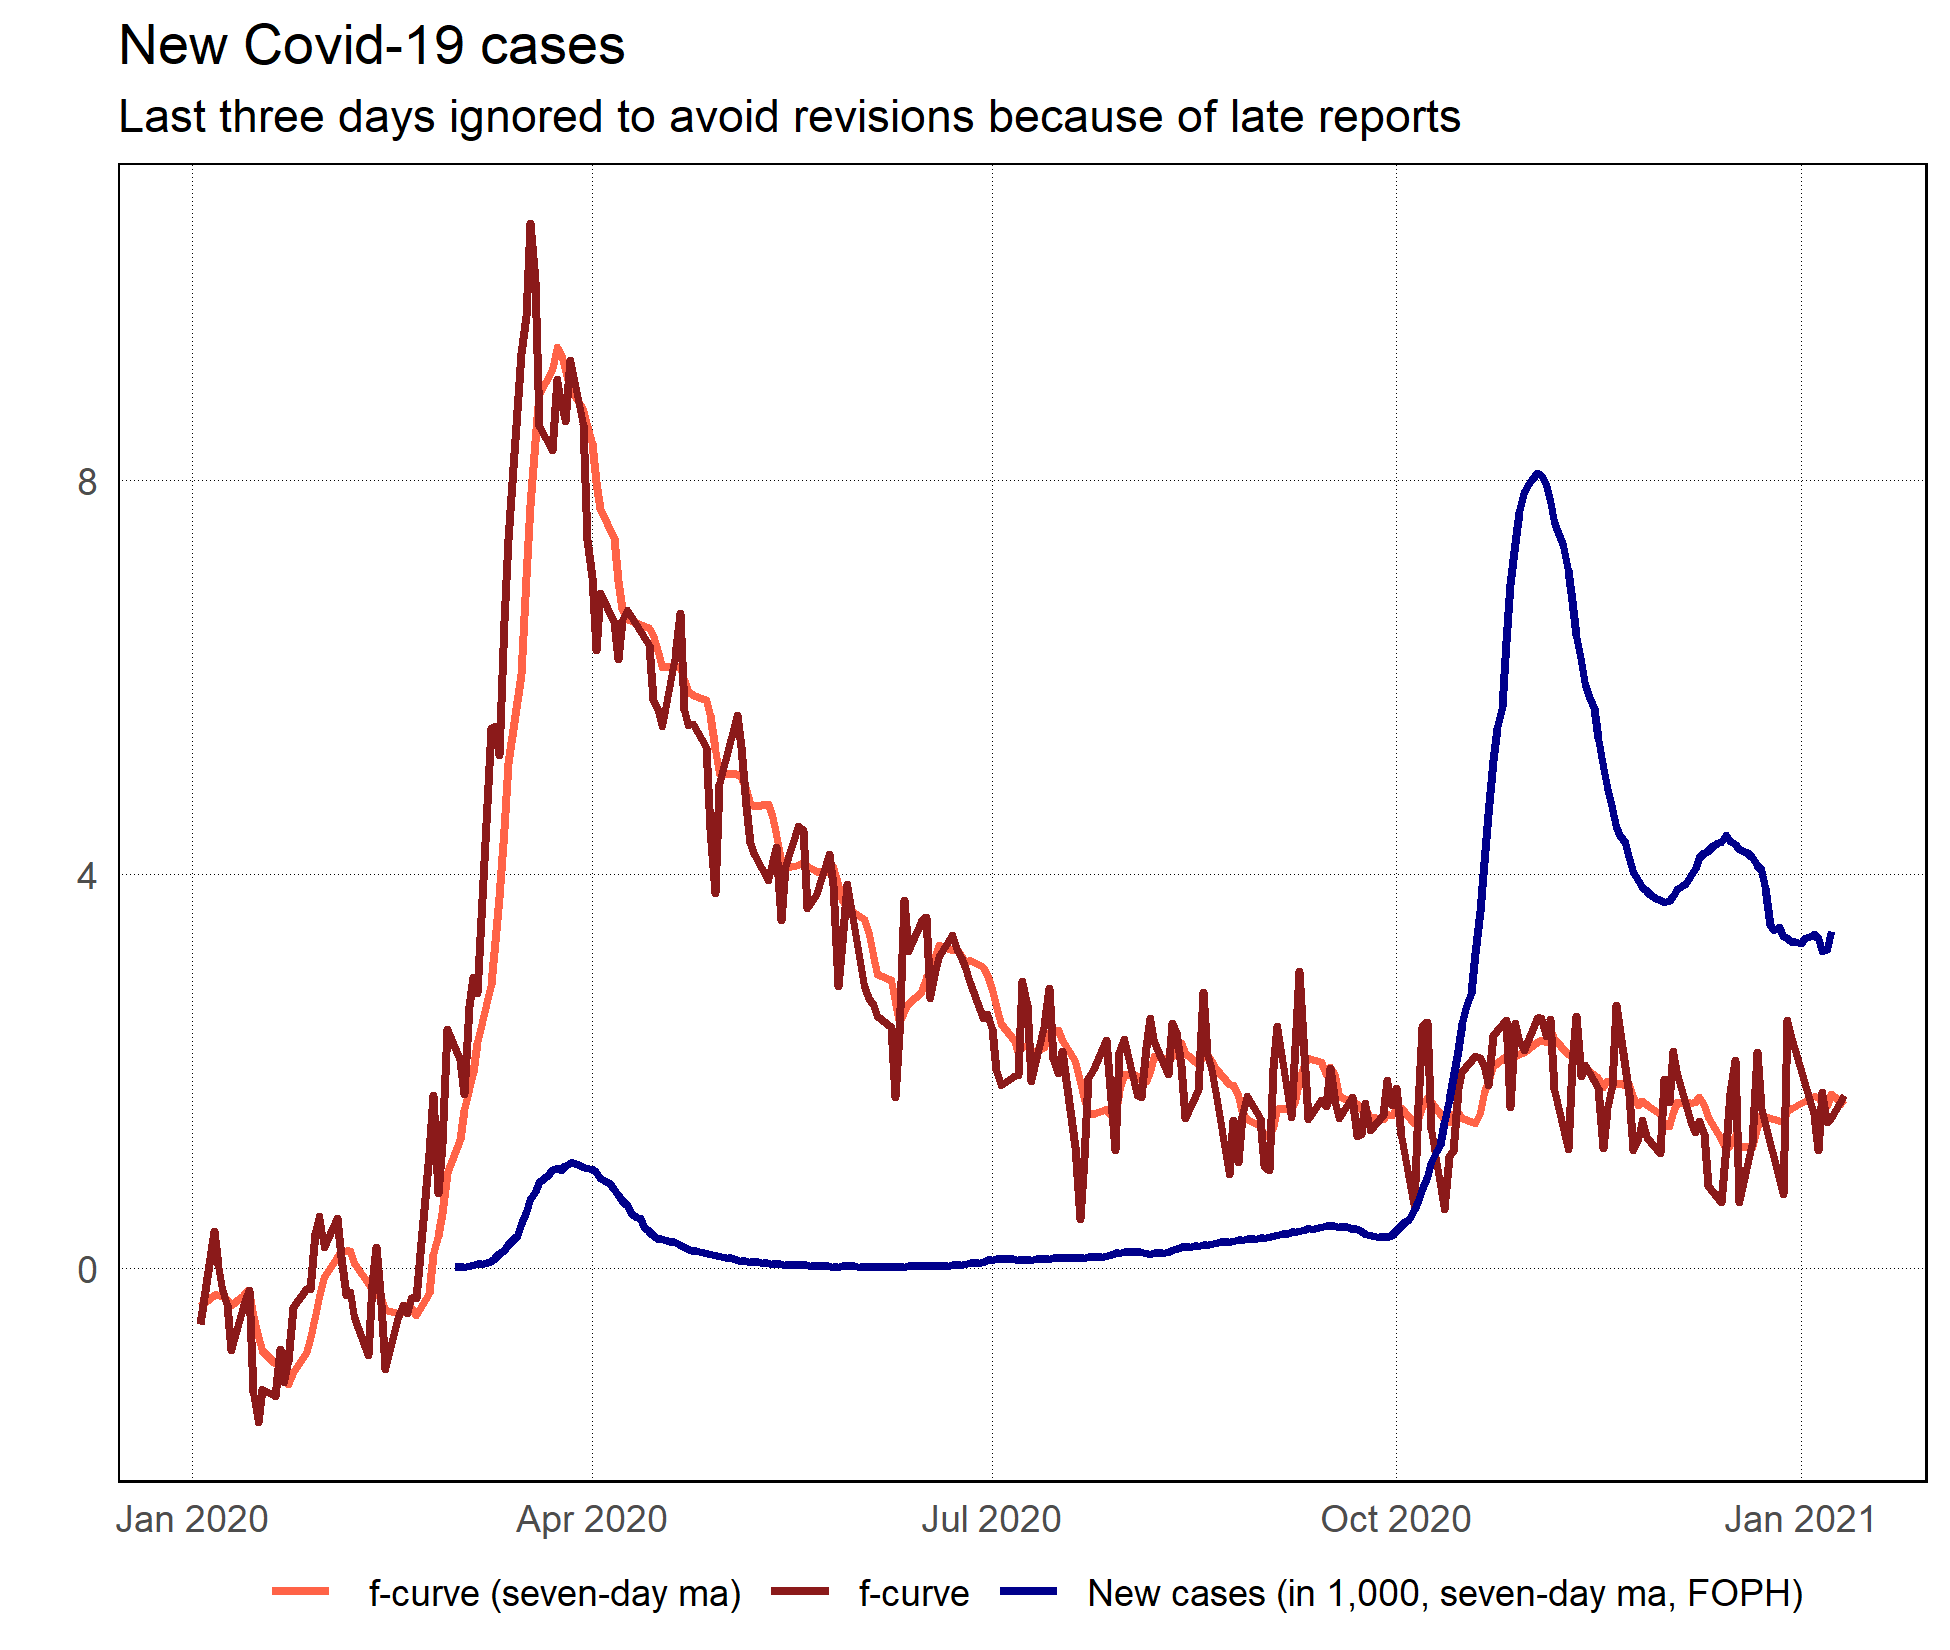 New Covid-19 cases
Last three days ignored to avoid revisions because of late reports
8
4
0
Jan 2020 Apr 2020 Jul 2020 Oct 2020 Jan 2021
f-curve (seven-day ma) f-curve New cases (in 1,000, seven-day ma, FOPH)